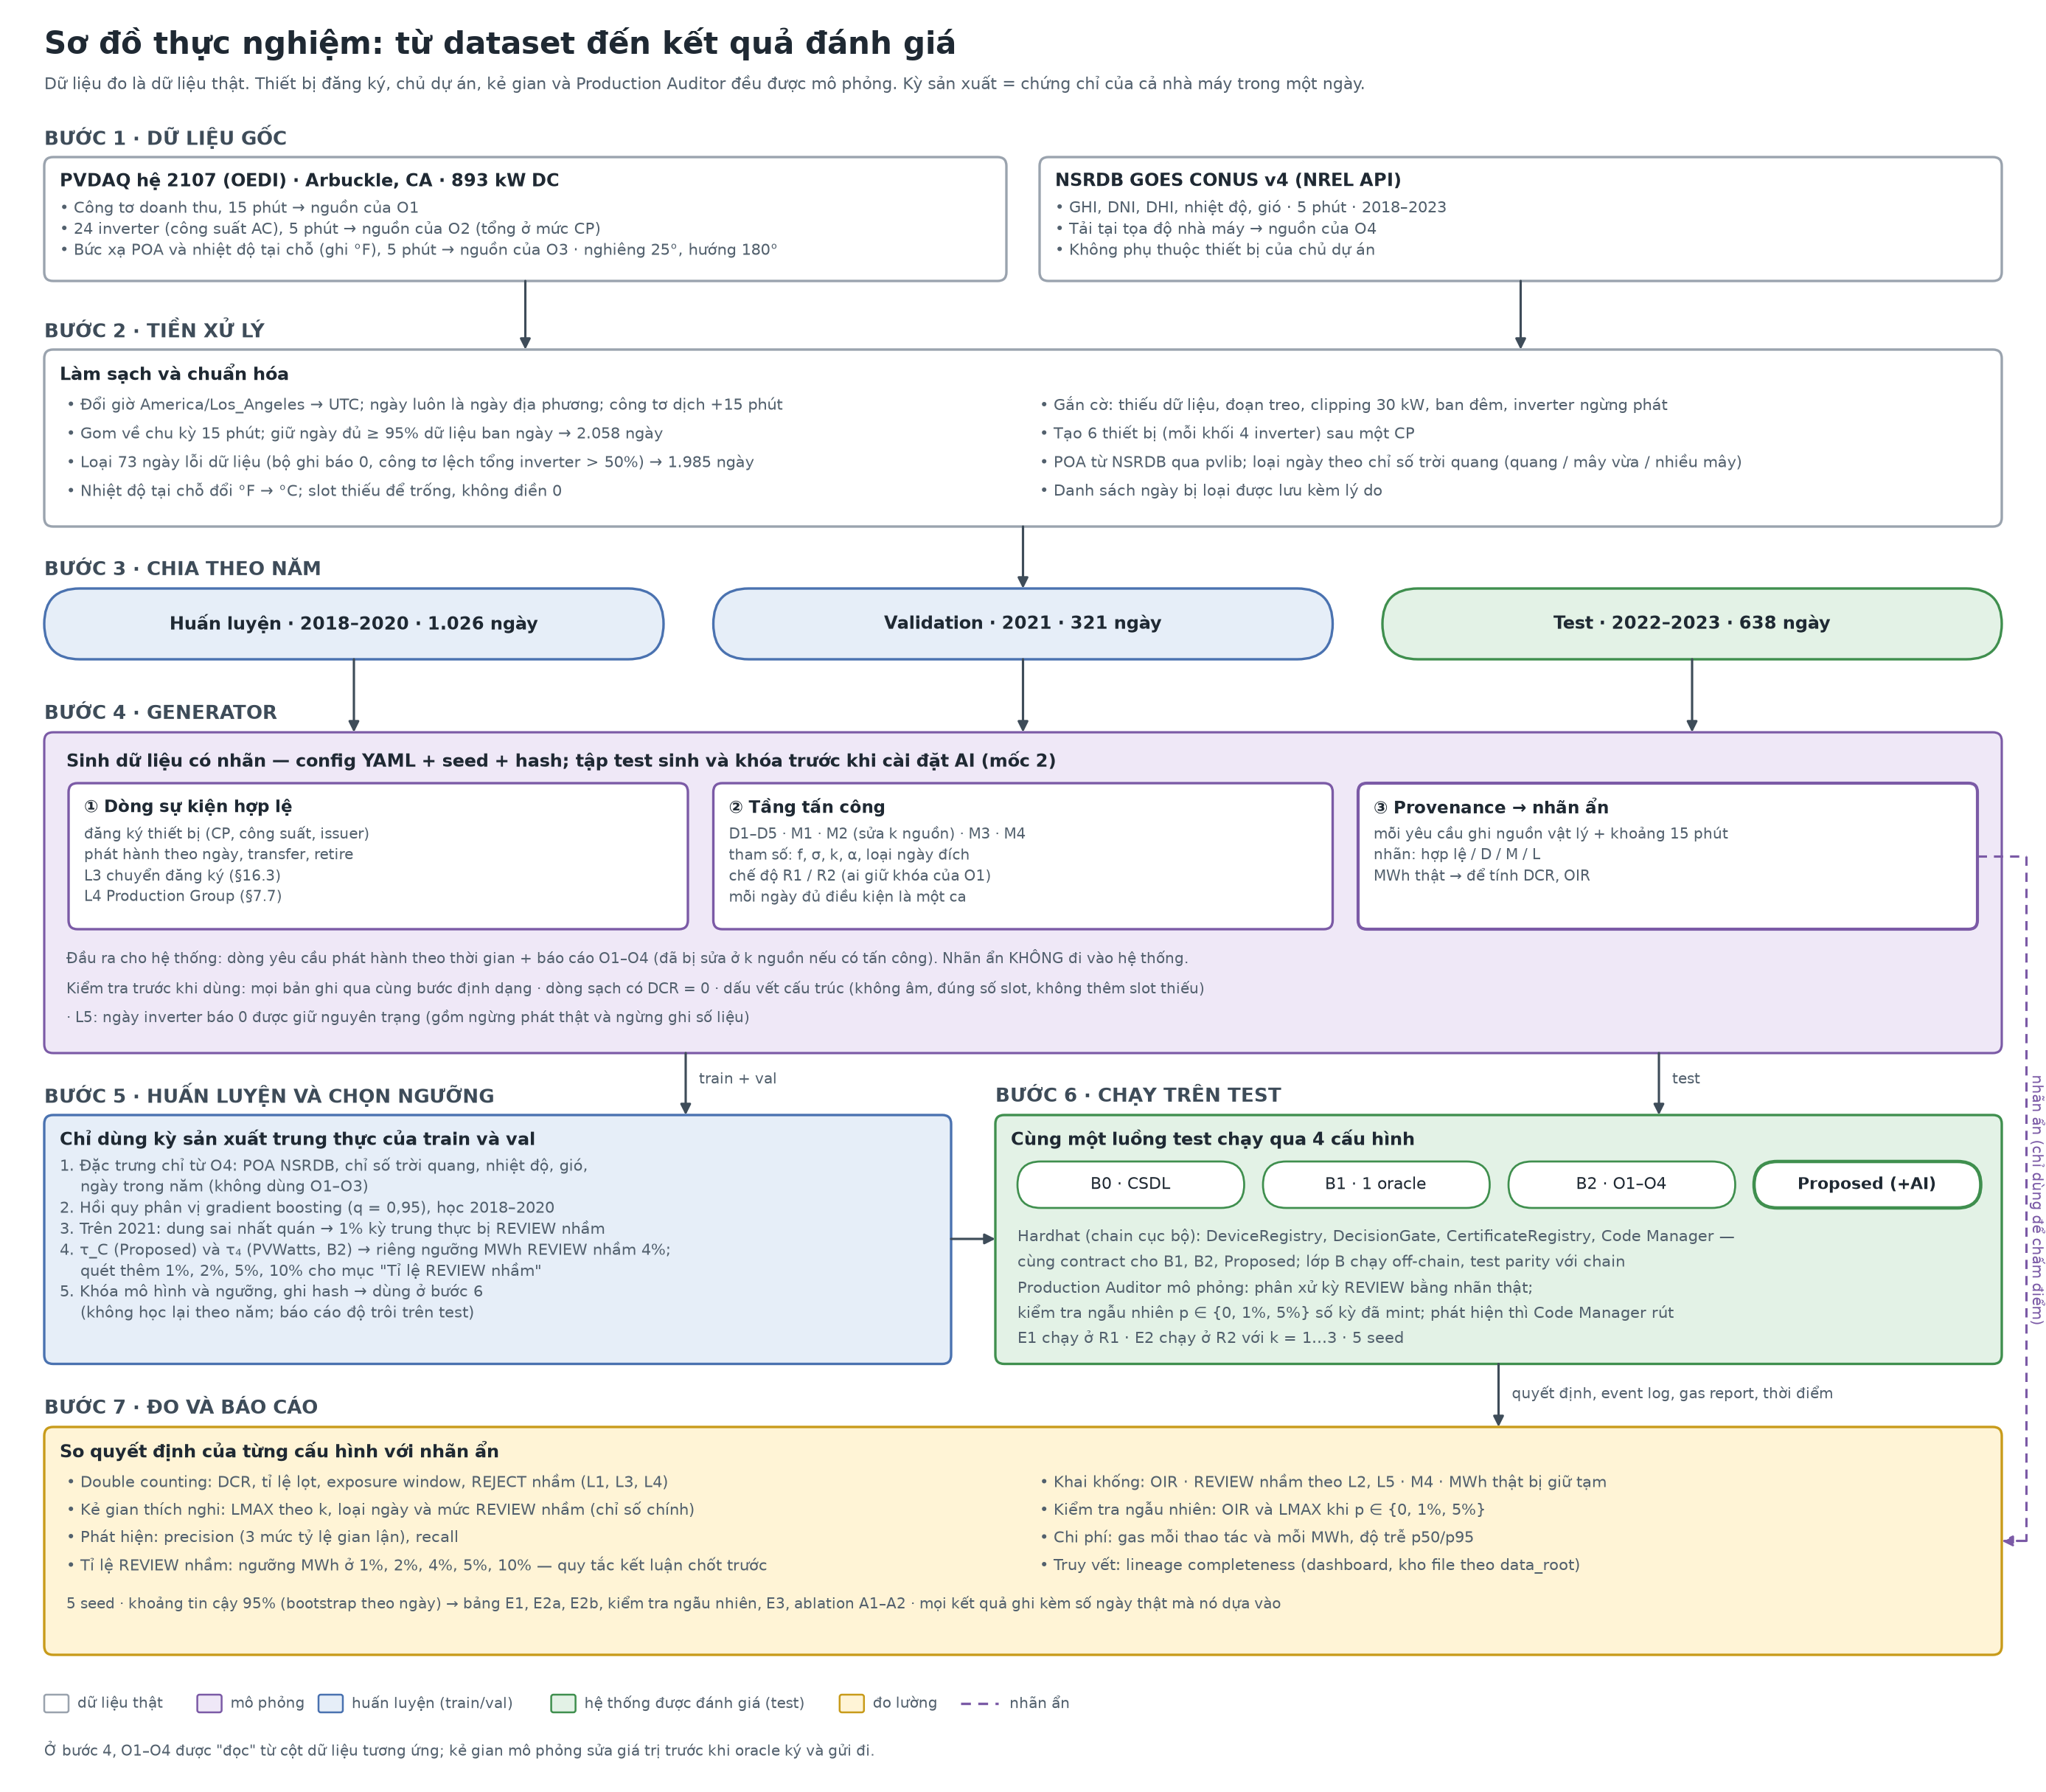 Sơ đồ thực nghiệm: từ dataset đến kết quả đánh giá
Dữ liệu đo là dữ liệu thật. Thiết bị đăng ký, chủ dự án, kẻ gian và Production Auditor đều được mô phỏng. Kỳ sản xuất = chứng chỉ của cả nhà máy trong một ngày.
BƯỚC 1 · DỮ LIỆU GỐC
PVDAQ hệ 2107 (OEDI) · Arbuckle, CA · 893 kW DC
• Công tơ doanh thu, 15 phút → nguồn của O1
• 24 inverter (công suất AC), 5 phút → nguồn của O2 (tổng ở mức CP)
• Bức xạ POA và nhiệt độ tại chỗ (ghi °F), 5 phút → nguồn của O3 · nghiêng 25°, hướng 180°
NSRDB GOES CONUS v4 (NREL API)
• GHI, DNI, DHI, nhiệt độ, gió · 5 phút · 2018–2023
• Tải tại tọa độ nhà máy → nguồn của O4
• Không phụ thuộc thiết bị của chủ dự án
BƯỚC 2 · TIỀN XỬ LÝ
Làm sạch và chuẩn hóa
• Đổi giờ America/Los_Angeles → UTC; ngày luôn là ngày địa phương; công tơ dịch +15 phút
• Gom về chu kỳ 15 phút; giữ ngày đủ ≥ 95% dữ liệu ban ngày → 2.058 ngày
• Loại 73 ngày lỗi dữ liệu (bộ ghi báo 0, công tơ lệch tổng inverter > 50%) → 1.985 ngày
• Nhiệt độ tại chỗ đổi °F → °C; slot thiếu để trống, không điền 0
• Gắn cờ: thiếu dữ liệu, đoạn treo, clipping 30 kW, ban đêm, inverter ngừng phát
• Tạo 6 thiết bị (mỗi khối 4 inverter) sau một CP
• POA từ NSRDB qua pvlib; loại ngày theo chỉ số trời quang (quang / mây vừa / nhiều mây)
• Danh sách ngày bị loại được lưu kèm lý do
BƯỚC 3 · CHIA THEO NĂM
Huấn luyện · 2018–2020 · 1.026 ngày
Validation · 2021 · 321 ngày
Test · 2022–2023 · 638 ngày
BƯỚC 4 · GENERATOR
Sinh dữ liệu có nhãn — config YAML + seed + hash; tập test sinh và khóa trước khi cài đặt AI (mốc 2)
① Dòng sự kiện hợp lệ
đăng ký thiết bị (CP, công suất, issuer)
phát hành theo ngày, transfer, retire
L3 chuyển đăng ký (§16.3)
L4 Production Group (§7.7)
② Tầng tấn công
D1–D5 · M1 · M2 (sửa k nguồn) · M3 · M4
tham số: f, σ, k, α, loại ngày đích
chế độ R1 / R2 (ai giữ khóa của O1)
mỗi ngày đủ điều kiện là một ca
③ Provenance → nhãn ẩn
mỗi yêu cầu ghi nguồn vật lý + khoảng 15 phút
nhãn: hợp lệ / D / M / L
MWh thật → để tính DCR, OIR
Đầu ra cho hệ thống: dòng yêu cầu phát hành theo thời gian + báo cáo O1–O4 (đã bị sửa ở k nguồn nếu có tấn công). Nhãn ẩn KHÔNG đi vào hệ thống.
Kiểm tra trước khi dùng: mọi bản ghi qua cùng bước định dạng · dòng sạch có DCR = 0 · dấu vết cấu trúc (không âm, đúng số slot, không thêm slot thiếu)
· L5: ngày inverter báo 0 được giữ nguyên trạng (gồm ngừng phát thật và ngừng ghi số liệu)
train + val
test
nhãn ẩn (chỉ dùng để chấm điểm)
BƯỚC 5 · HUẤN LUYỆN VÀ CHỌN NGƯỠNG
Chỉ dùng kỳ sản xuất trung thực của train và val
1. Đặc trưng chỉ từ O4: POA NSRDB, chỉ số trời quang, nhiệt độ, gió,
ngày trong năm (không dùng O1–O3)
2. Hồi quy phân vị gradient boosting (q = 0,95), học 2018–2020
3. Trên 2021: dung sai nhất quán → 1% kỳ trung thực bị REVIEW nhầm
4. τ_C (Proposed) và τ₄ (PVWatts, B2) → riêng ngưỡng MWh REVIEW nhầm 4%;
quét thêm 1%, 2%, 5%, 10% cho mục "Tỉ lệ REVIEW nhầm"
5. Khóa mô hình và ngưỡng, ghi hash → dùng ở bước 6
(không học lại theo năm; báo cáo độ trôi trên test)
BƯỚC 6 · CHẠY TRÊN TEST
Cùng một luồng test chạy qua 4 cấu hình
B0 · CSDL
B1 · 1 oracle
B2 · O1–O4
Proposed (+AI)
Hardhat (chain cục bộ): DeviceRegistry, DecisionGate, CertificateRegistry, Code Manager —
cùng contract cho B1, B2, Proposed; lớp B chạy off-chain, test parity với chain
Production Auditor mô phỏng: phân xử kỳ REVIEW bằng nhãn thật;
kiểm tra ngẫu nhiên p ∈ {0, 1%, 5%} số kỳ đã mint; phát hiện thì Code Manager rút
E1 chạy ở R1 · E2 chạy ở R2 với k = 1…3 · 5 seed
quyết định, event log, gas report, thời điểm
BƯỚC 7 · ĐO VÀ BÁO CÁO
So quyết định của từng cấu hình với nhãn ẩn
• Double counting: DCR, tỉ lệ lọt, exposure window, REJECT nhầm (L1, L3, L4)
• Kẻ gian thích nghi: LMAX theo k, loại ngày và mức REVIEW nhầm (chỉ số chính)
• Phát hiện: precision (3 mức tỷ lệ gian lận), recall
• Tỉ lệ REVIEW nhầm: ngưỡng MWh ở 1%, 2%, 4%, 5%, 10% — quy tắc kết luận chốt trước
• Khai khống: OIR · REVIEW nhầm theo L2, L5 · M4 · MWh thật bị giữ tạm
• Kiểm tra ngẫu nhiên: OIR và LMAX khi p ∈ {0, 1%, 5%}
• Chi phí: gas mỗi thao tác và mỗi MWh, độ trễ p50/p95
• Truy vết: lineage completeness (dashboard, kho file theo data_root)
5 seed · khoảng tin cậy 95% (bootstrap theo ngày) → bảng E1, E2a, E2b, kiểm tra ngẫu nhiên, E3, ablation A1–A2 · mọi kết quả ghi kèm số ngày thật mà nó dựa vào
dữ liệu thật
mô phỏng
huấn luyện (train/val)
hệ thống được đánh giá (test)
đo lường
nhãn ẩn
Ở bước 4, O1–O4 được "đọc" từ cột dữ liệu tương ứng; kẻ gian mô phỏng sửa giá trị trước khi oracle ký và gửi đi.